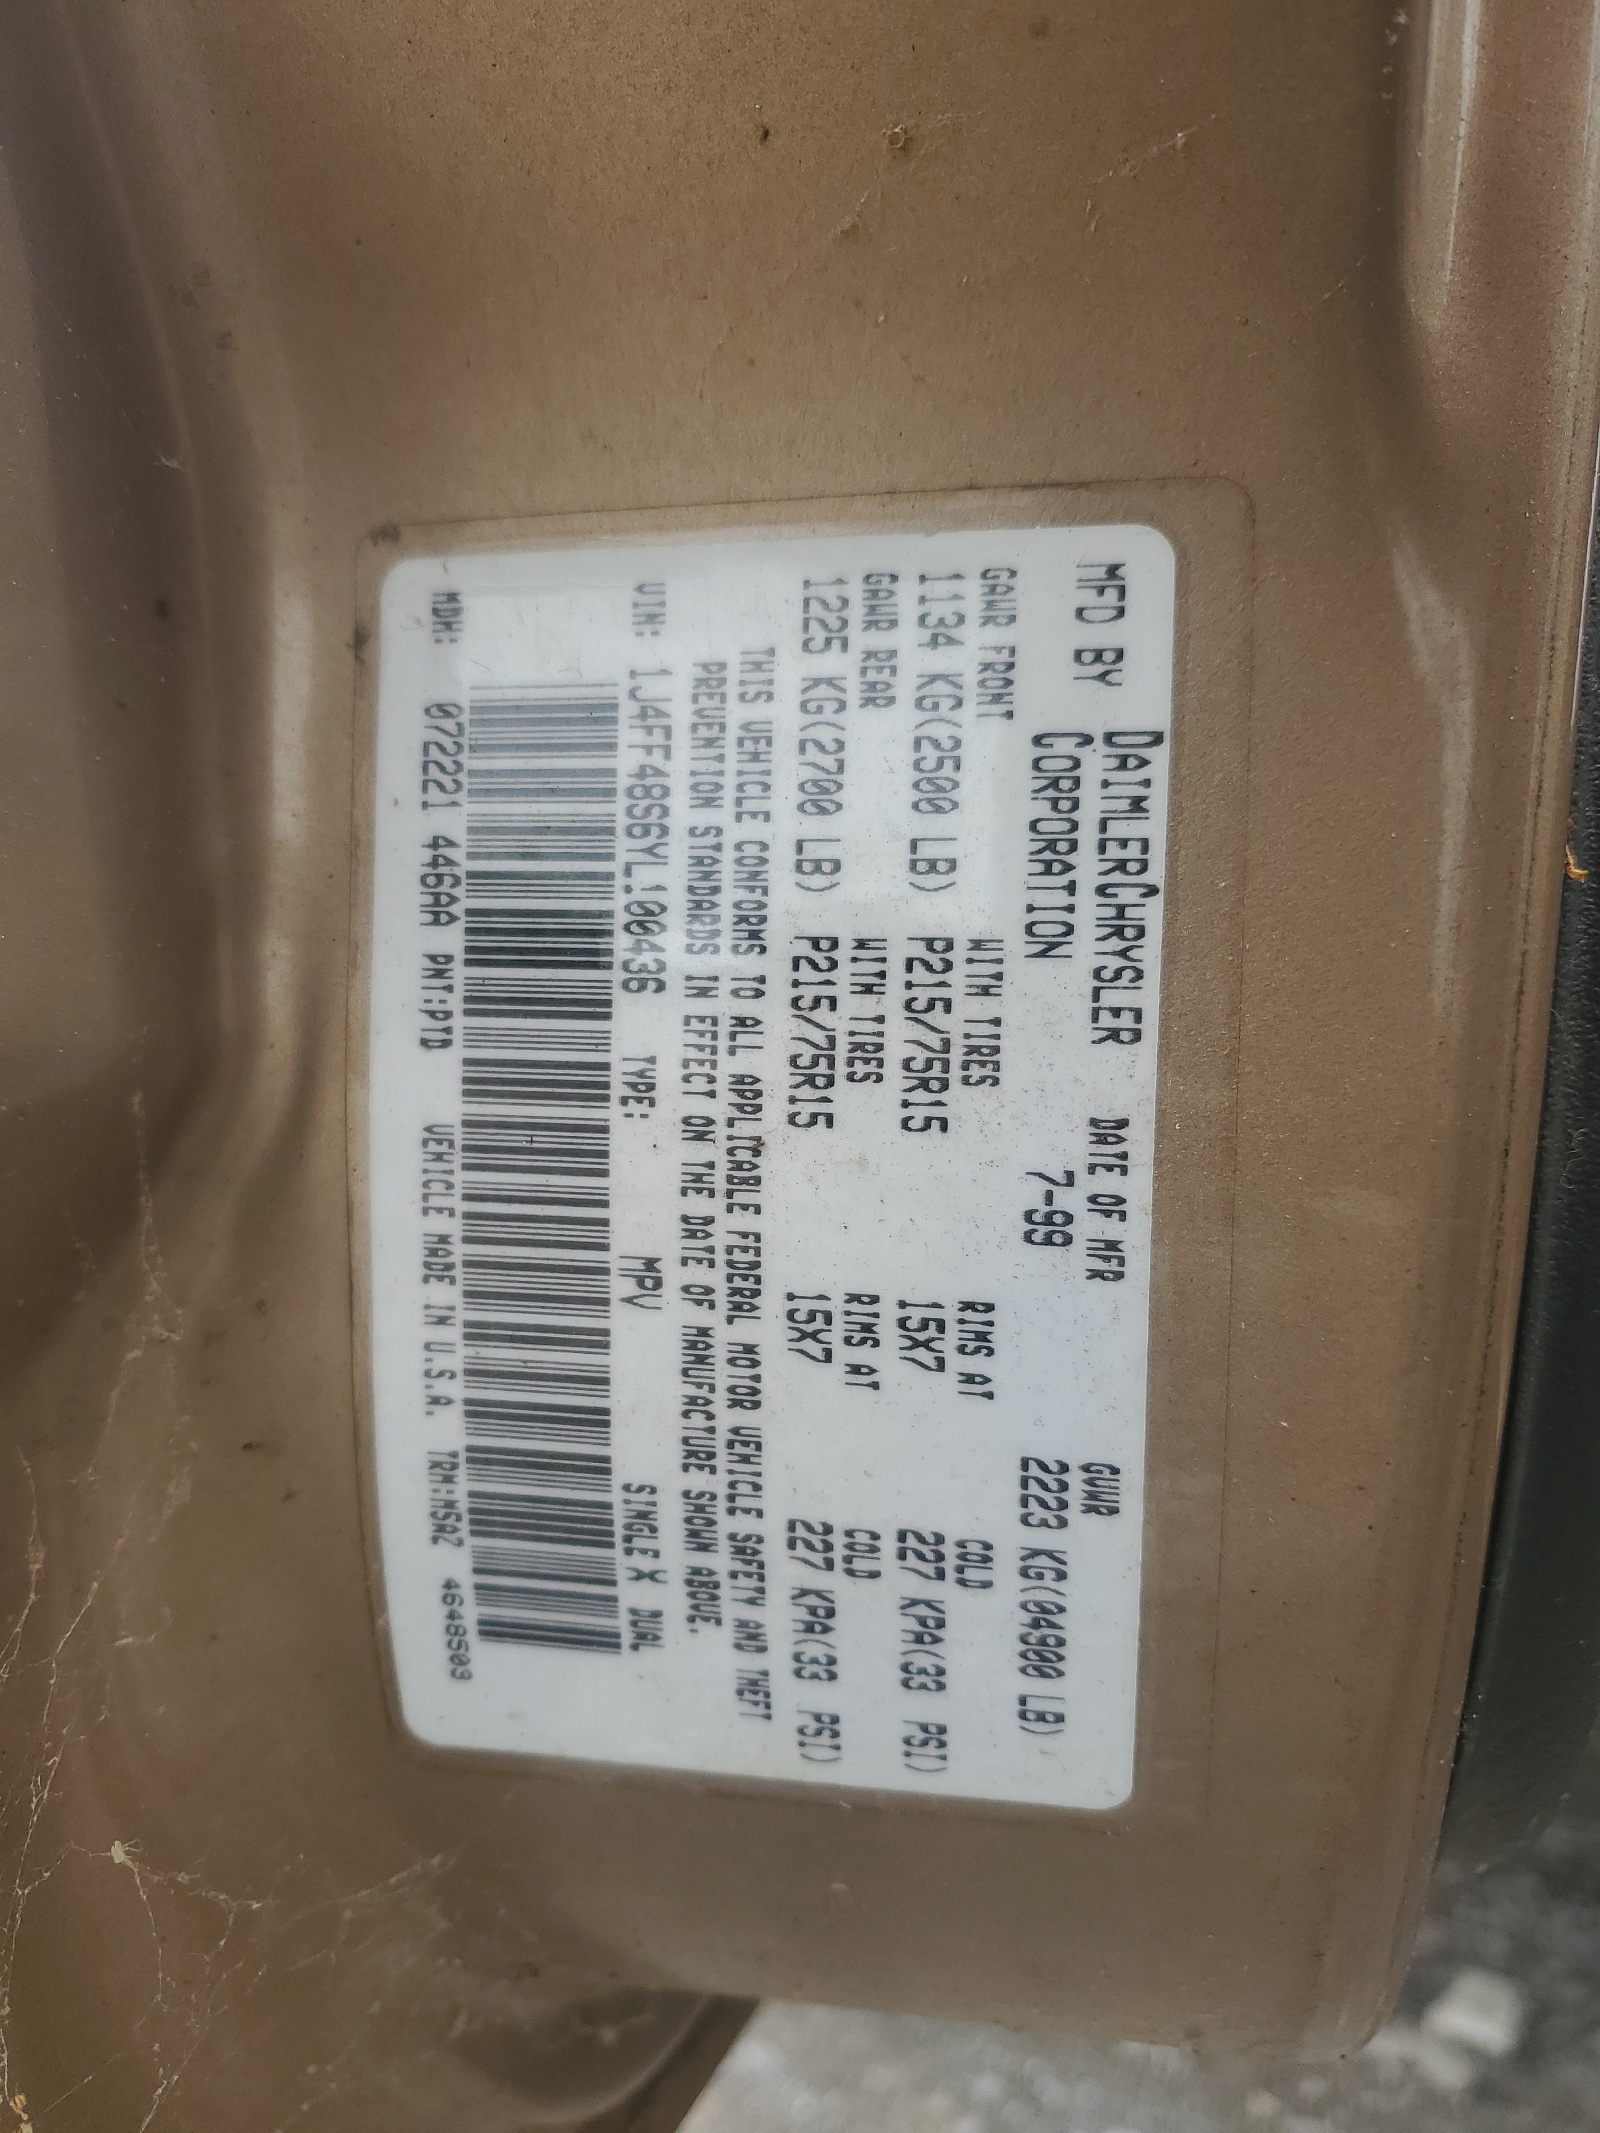 MFD BY DAIMLERCHRYSLER CORPORATION DATE OF MFR 7-99 GVWR 2223 KG(04900 LB)
GAWR FRONT WITH TIRES RIMS AT COLD
1134 KG(2500 LB) P215/75R15 15X7 227 KPA(33 PSI)
GAWR REAR WITH TIRES RIMS AT COLD
1225 KG(2700 LB) P215/75R15 15X7 227 KPA(33 PSI)
THIS VEHICLE CONFORMS TO ALL APPLICABLE FEDERAL MOTOR VEHICLE SAFETY AND THEFT
PREVENTION STANDARDS IN EFFECT ON THE DATE OF MANUFACTURE SHOWN ABOVE.
VIN: 1J4FF48S6YL100436 TYPE: MPV SINGLE X DUAL
MDH: 072221 446AA PNT:PTD VEHICLE MADE IN U.S.A. TRM:MSAZ 4648503